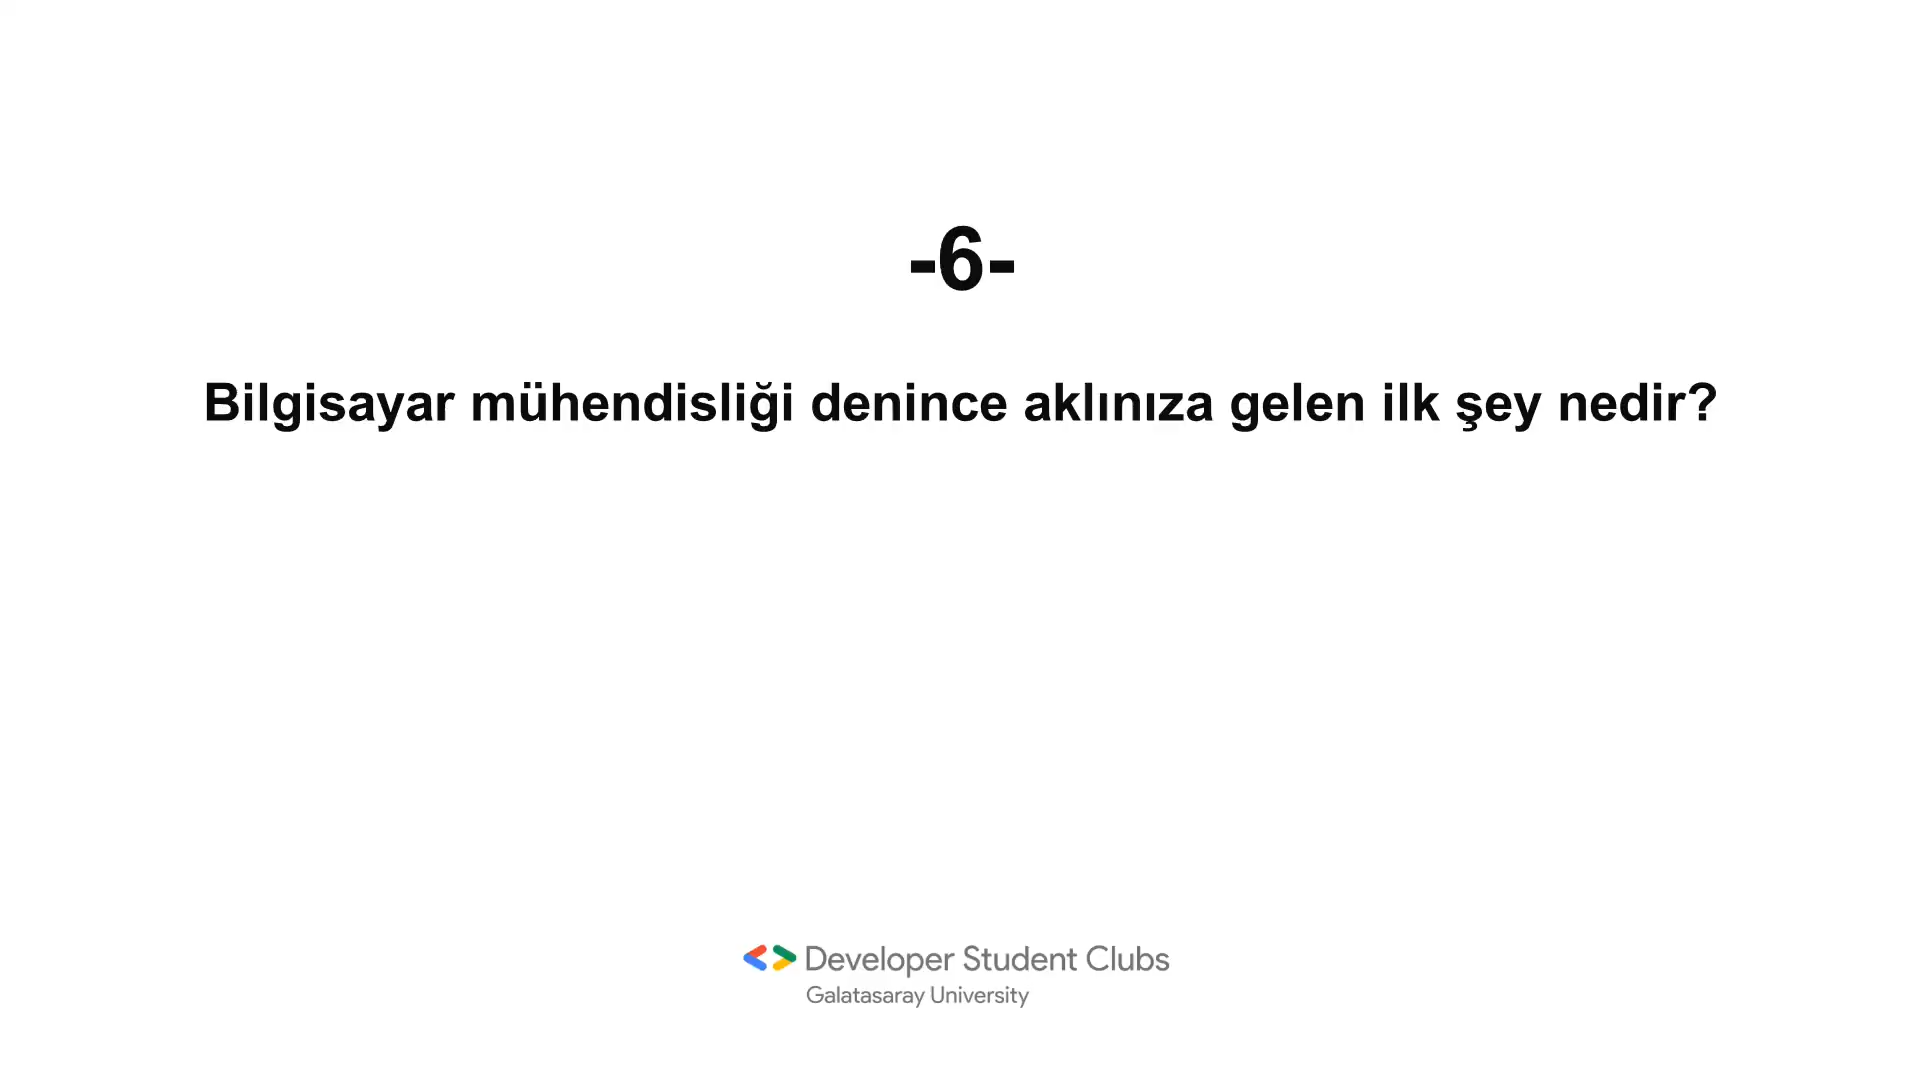 -6-
Bilgisayar mühendisliği denince aklınıza gelen ilk şey nedir?
Developer Student Clubs
Galatasaray University